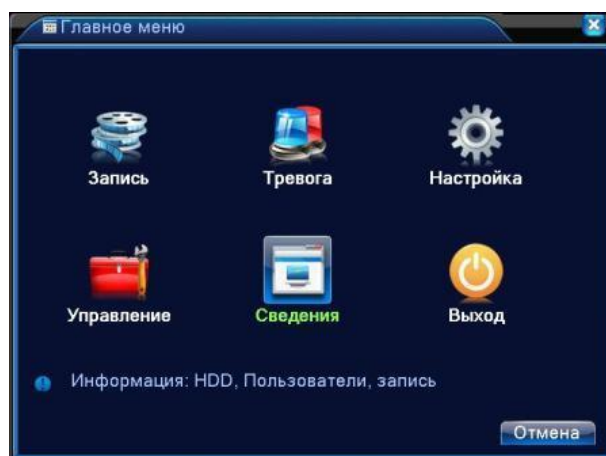 Главное меню
Запись Тревога Настройка
Управление Сведения Выход
Информация: HDD, Пользователи, запись
Отмена